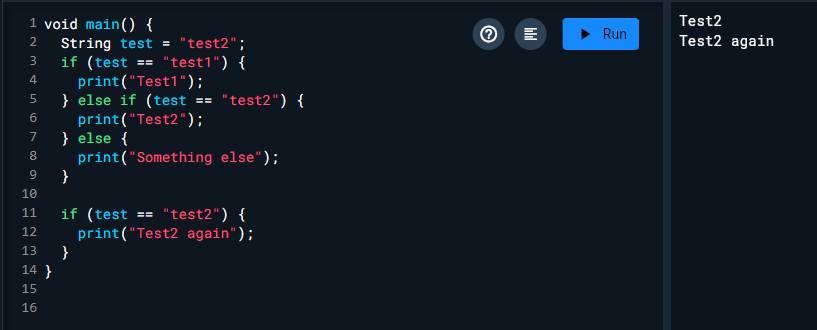 1 void main() {
2   String test = "test2";
3   if (test == "test1") {
4     print("Test1");
5   } else if (test == "test2") {
6     print("Test2");
7   } else {
8     print("Something else");
9   }
10
11   if (test == "test2") {
12     print("Test2 again");
13   }
14 }
15
16
Run
Test2
Test2 again